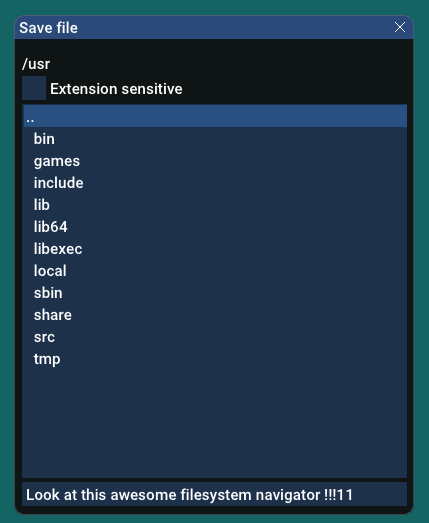 Save file
/usr
Extension sensitive
..
bin
games
include
lib
lib64
libexec
local
sbin
share
src
tmp
Look at this awesome filesystem navigator !!!11